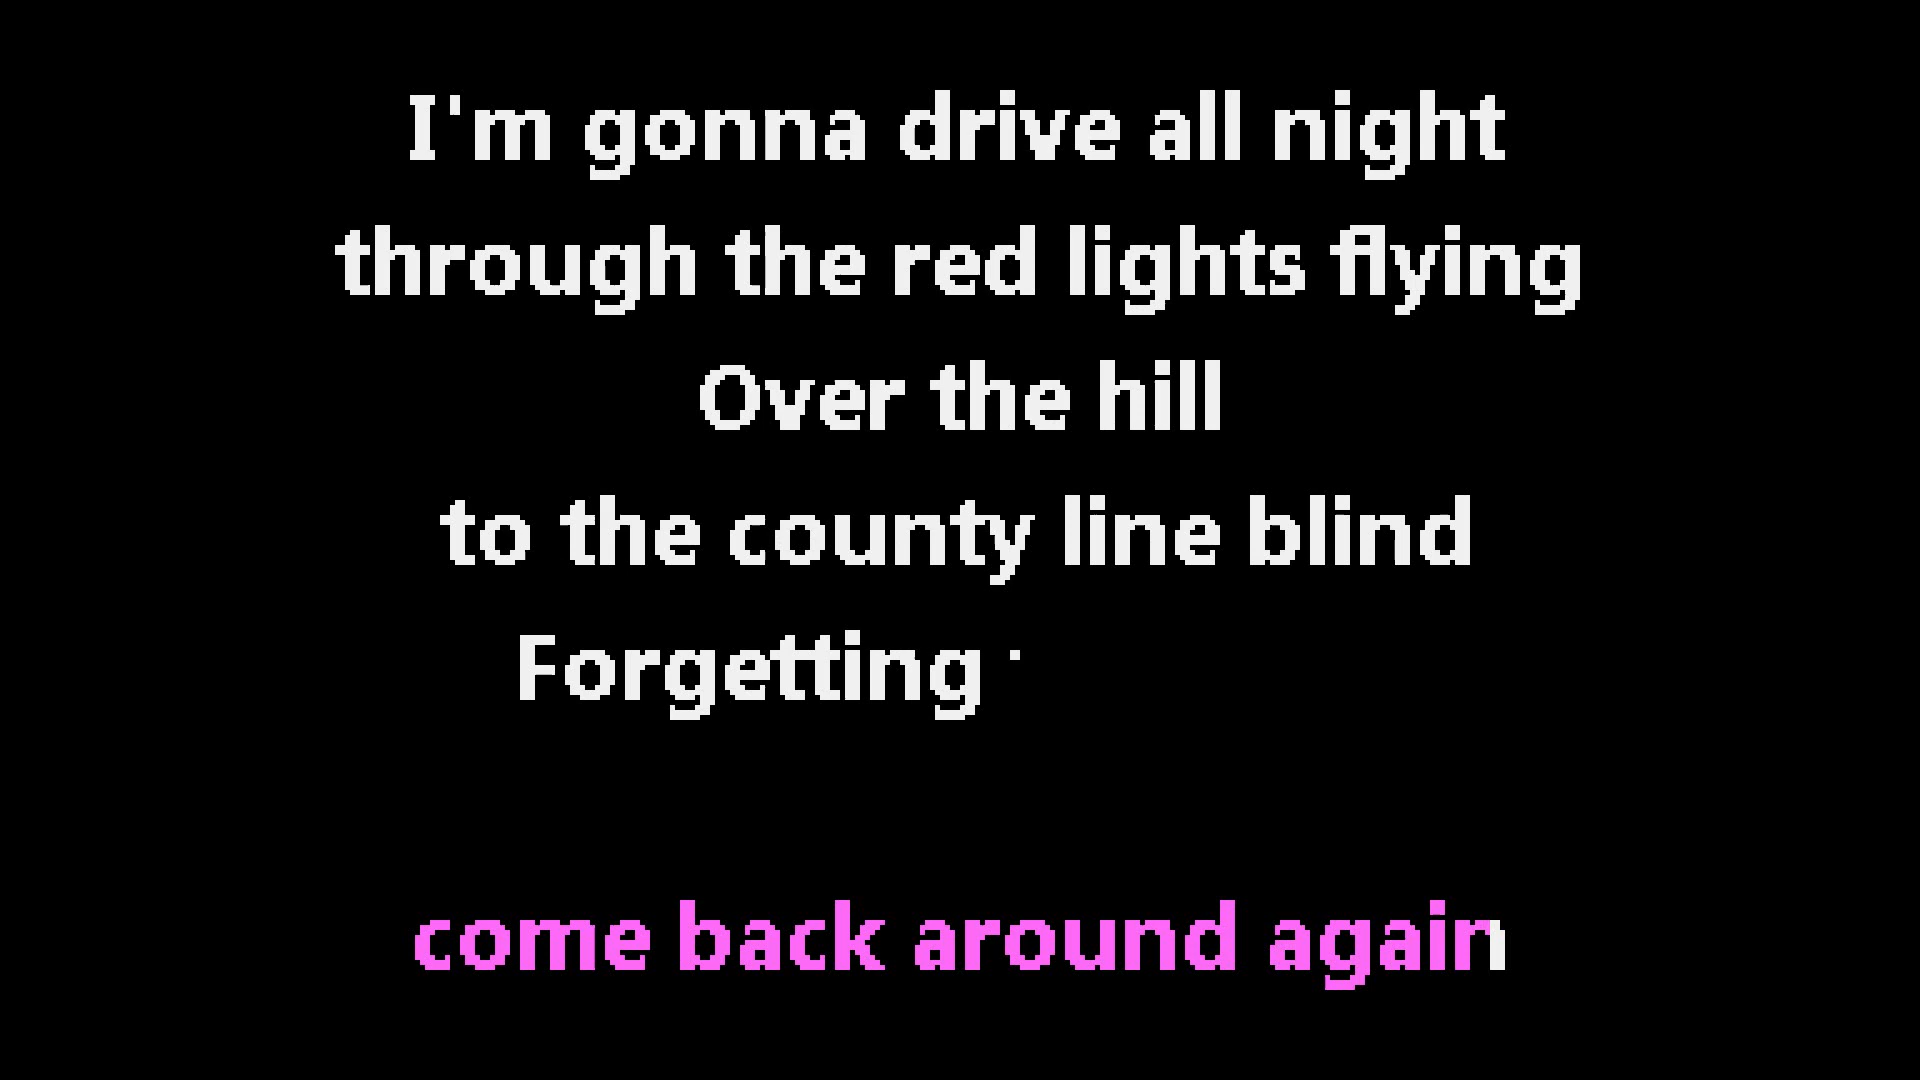 I'm gonna drive all night
through the red lights flying
Over the hill
to the county line blind
Forgetting
come back around again